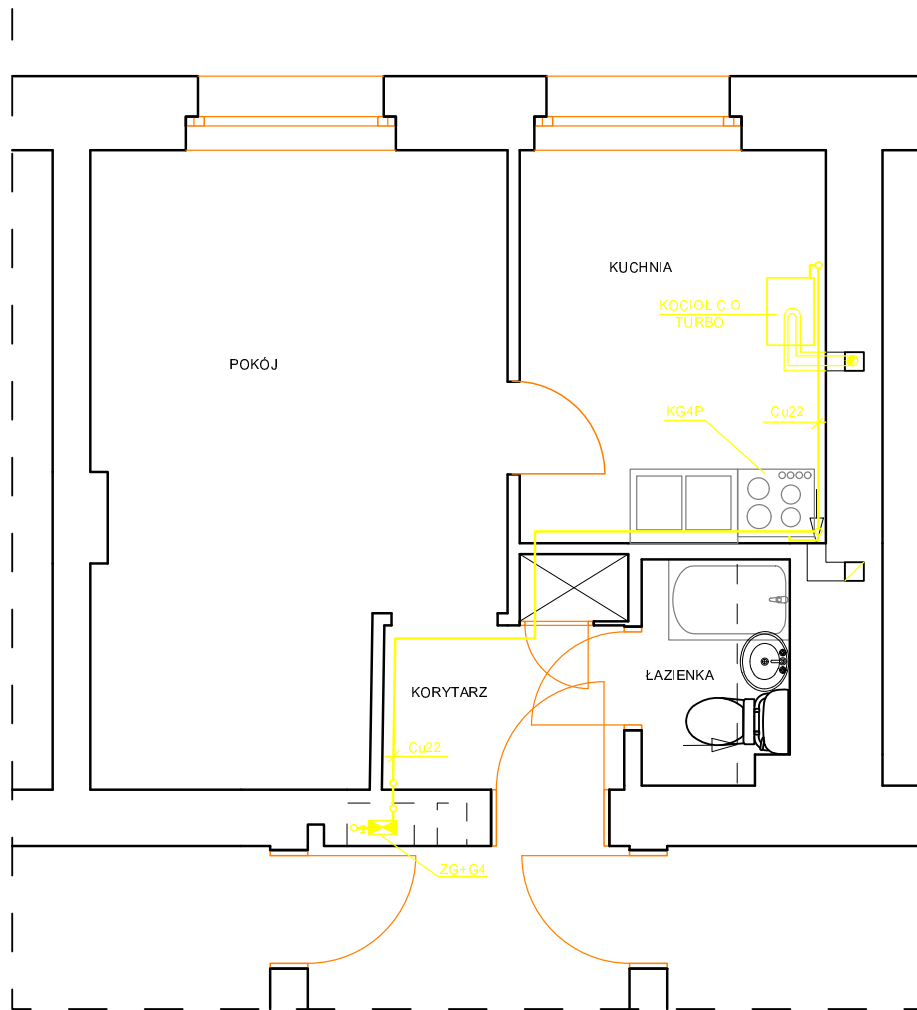 KUCHNIA
KOCIOŁ C.O.
TURBO
POKÓJ
KG4P
Cu22
ŁAZIENKA
KORYTARZ
Cu22
ZG+G4